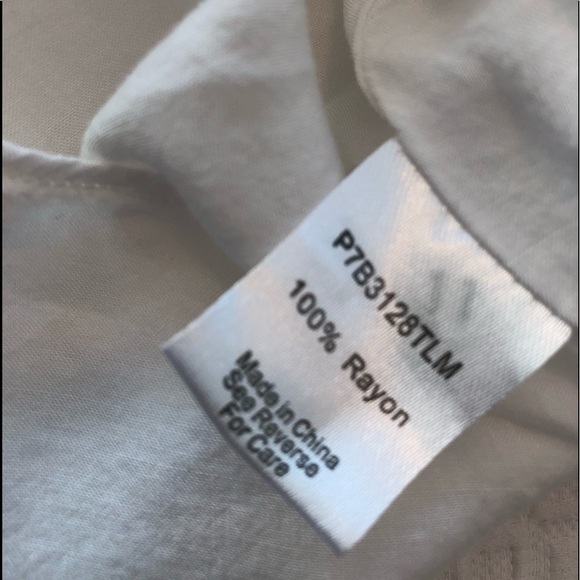 P7B3128TLM
100% Rayon
Made in China
See Reverse
For Care